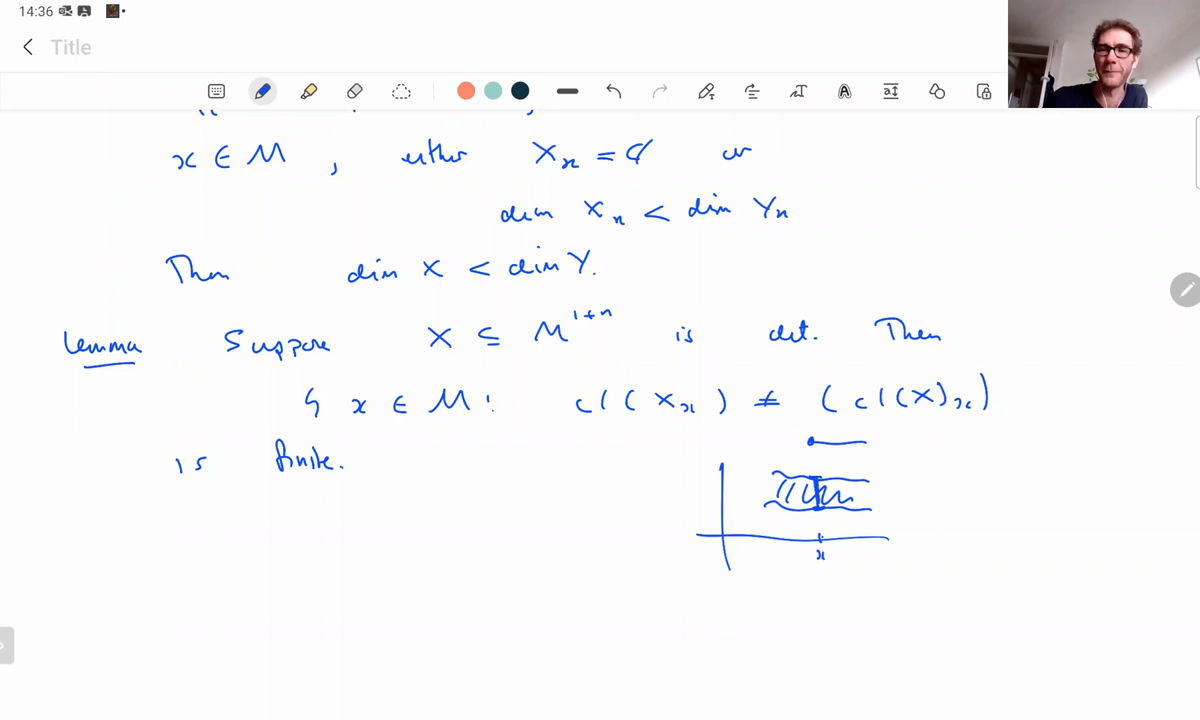 14:36
Title
x ∈ M, either X_x = ∅ or
dim X_x < dim Y_x
Then dim X < dim Y.
Lemma Suppose X ⊆ M^{1+n} is def. Then
{ x ∈ M : cl(X_x) ≠ (cl(X)_x)
is finite.
x